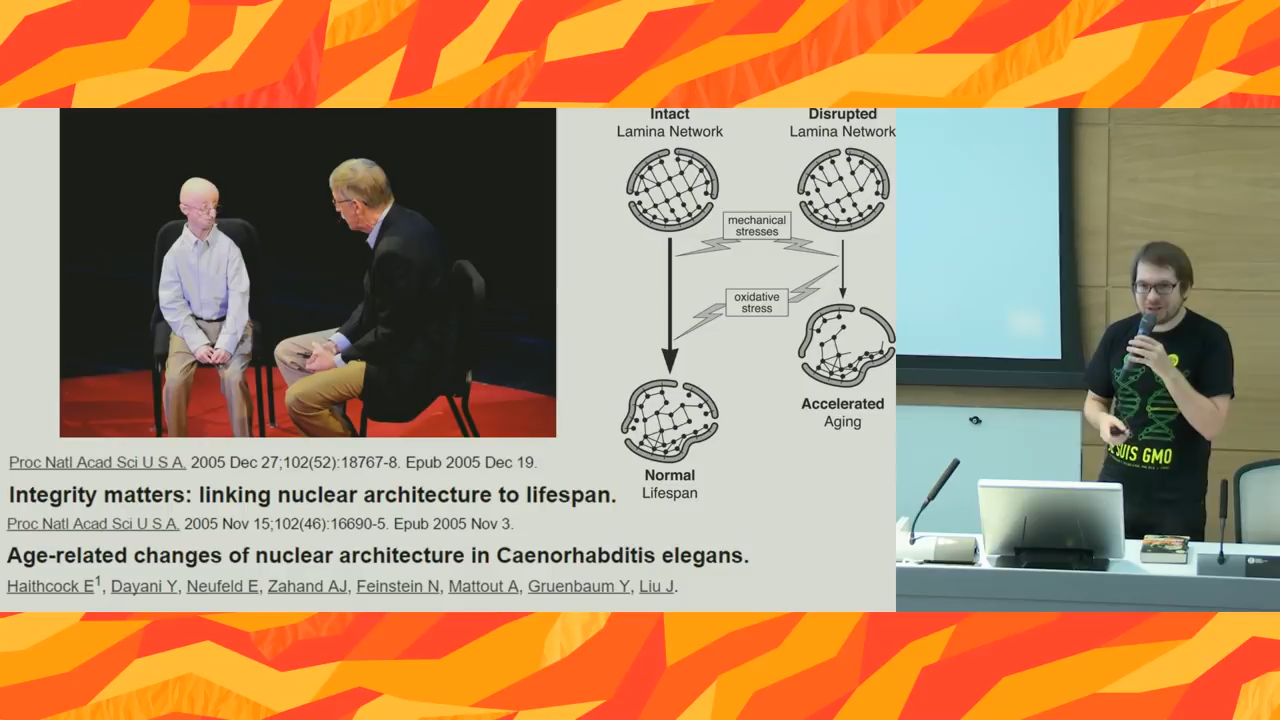 Intact
Lamina Network
Disrupted
Lamina Network
mechanical
stresses
oxidative
stress
Accelerated
Aging
Normal
Lifespan
Proc Natl Acad Sci U S A. 2005 Dec 27;102(52):18767-8. Epub 2005 Dec 19.
Integrity matters: linking nuclear architecture to lifespan.
Proc Natl Acad Sci U S A. 2005 Nov 15;102(46):16690-5. Epub 2005 Nov 3.
Age-related changes of nuclear architecture in Caenorhabditis elegans.
Haithcock E1, Dayani Y, Neufeld E, Zahand AJ, Feinstein N, Mattout A, Gruenbaum Y, Liu J.
SUIS GMO